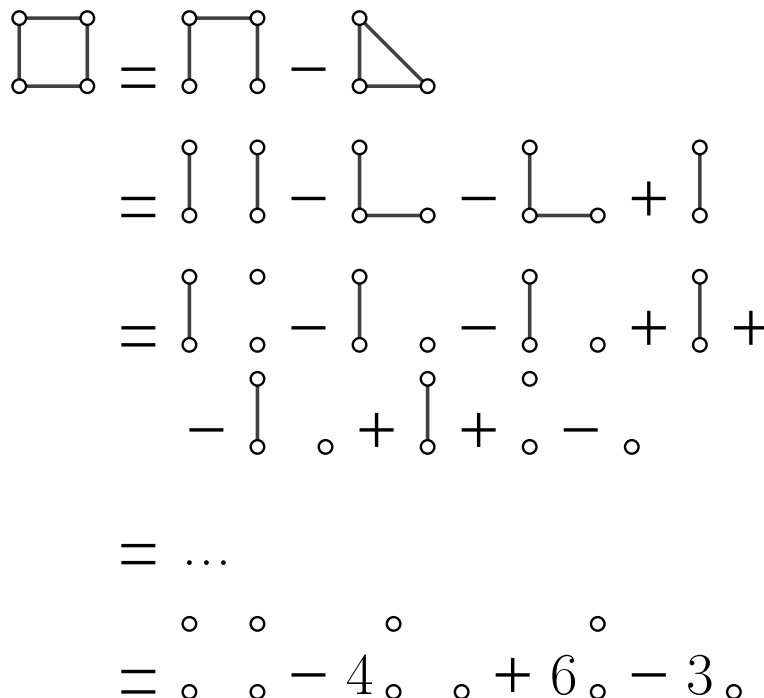 = −
= − − +
= − − + +
− + + −
= ...
= − 4 + 6 − 3